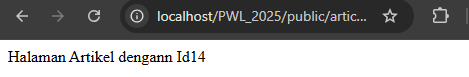 localhost/PWL_2025/public/artic...
Halaman Artikel dengann Id14